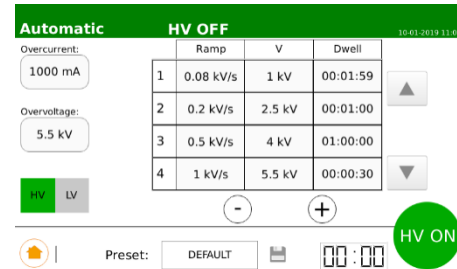 Automatic HV OFF 10-01-2019 11:0
Overcurrent:
1000 mA
Overvoltage:
5.5 kV
HV LV
Ramp V Dwell
1 0.08 kV/s 1 kV 00:01:59
2 0.2 kV/s 2.5 kV 00:01:00
3 0.5 kV/s 4 kV 01:00:00
4 1 kV/s 5.5 kV 00:00:30
- +
Preset: DEFAULT 00:00 HV ON